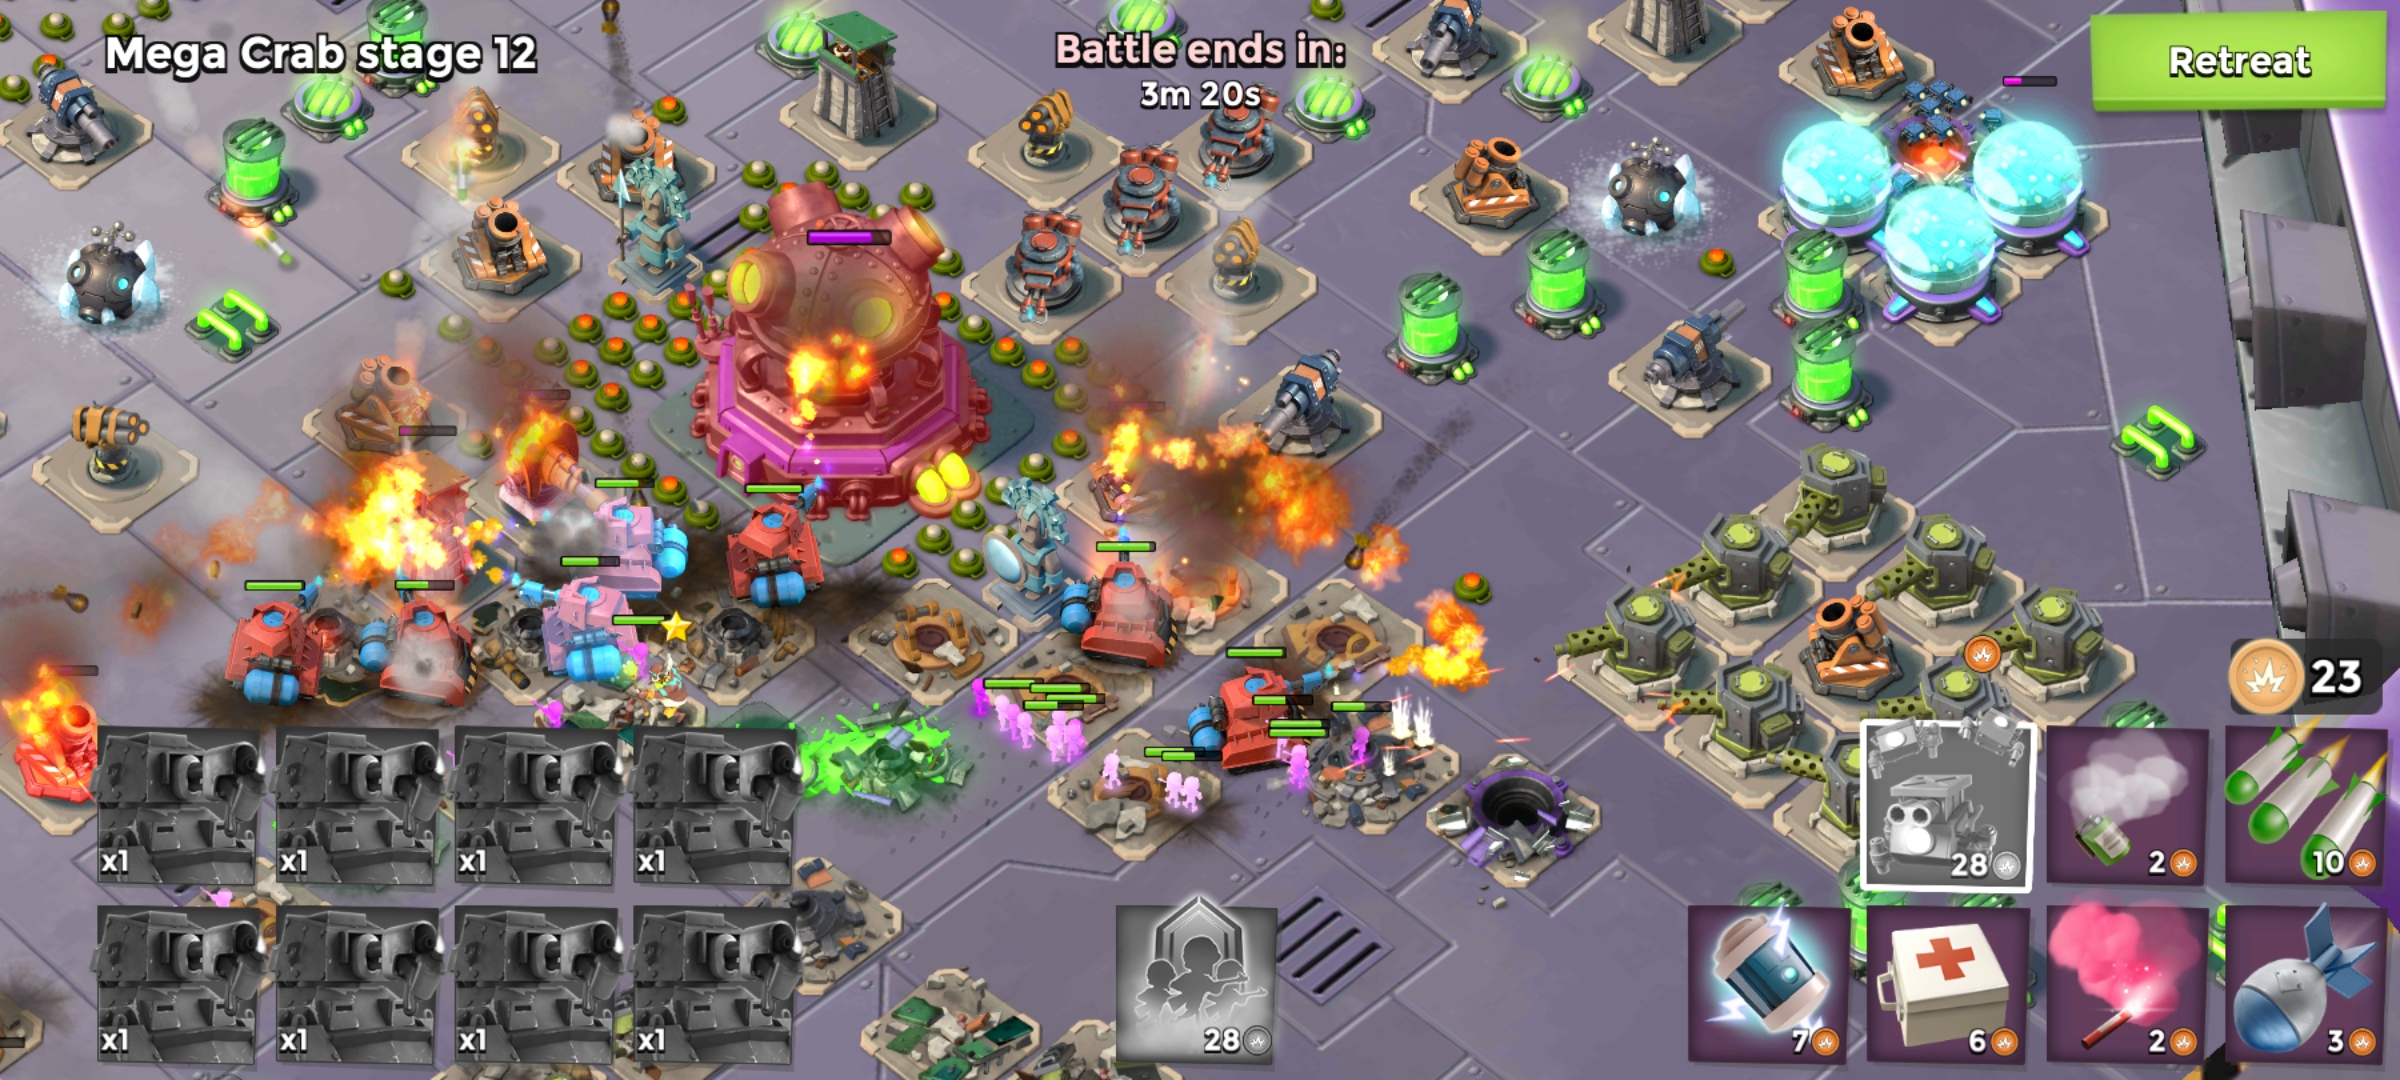 Mega Crab stage 12
Battle ends in:
3m 20s
Retreat
23
x1
x1
x1
x1
28
2
10
x1
x1
x1
x1
28
7
6
2
3